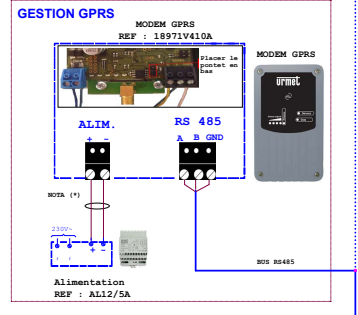 GESTION GPRS
MODEM GPRS
REF : 18971V410A
Placer le
pontet en
bas
MODEM GPRS
urmet
ALIM.
+ -
RS 485
A B GND
NOTA (*)
230V~
+ -
BUS RS485
Alimentation
REF : AL12/5A